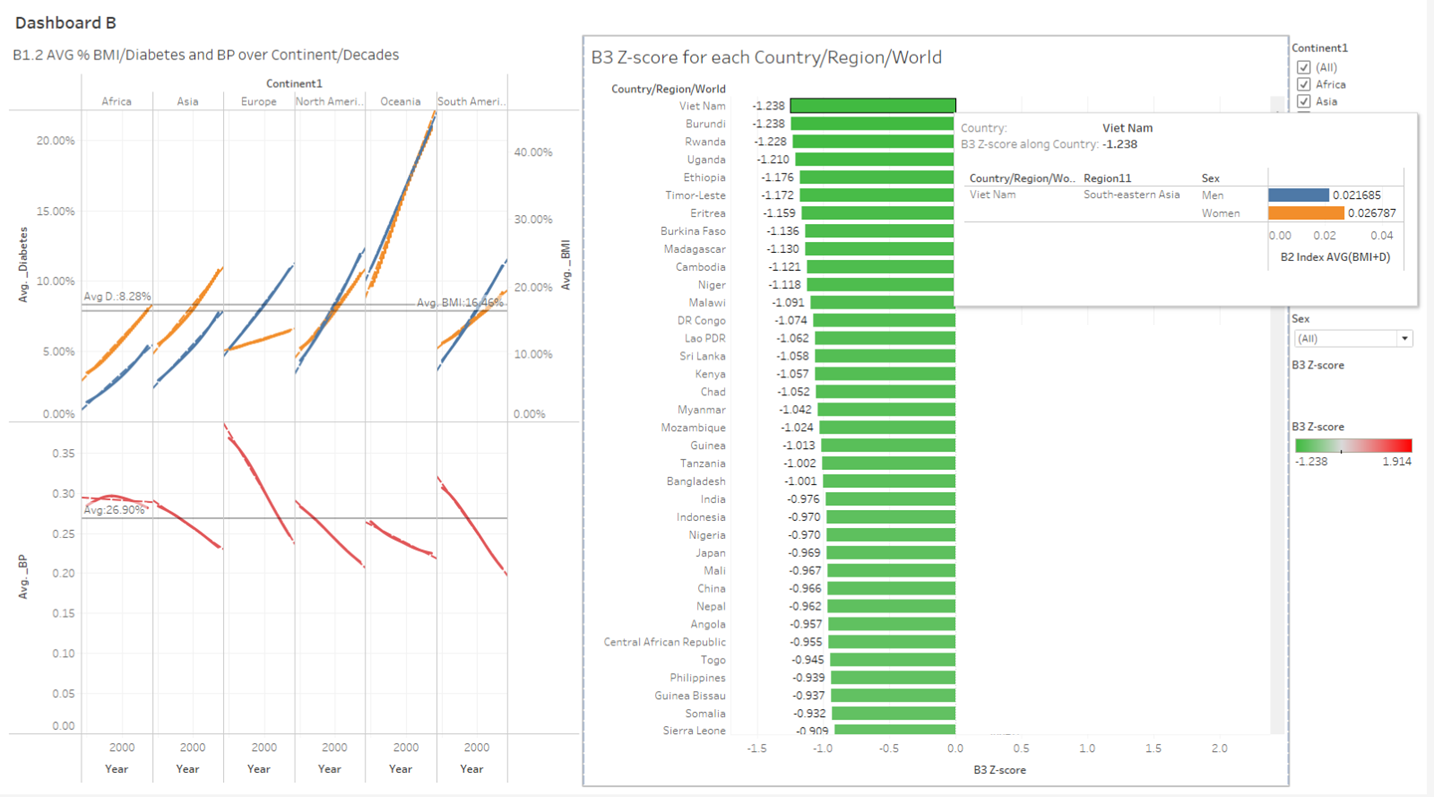 Dashboard B
B1.2 AVG % BMI/Diabetes and BP over Continent/Decades
Continent1
Africa Asia Europe North Ameri.. Oceania South Ameri..
20.00%
15.00%
10.00%
5.00%
0.00%
Avg. _Diabetes
40.00%
30.00%
20.00%
10.00%
0.00%
Avg. _BMI
Avg D.:8.28%
Avg. BMI:16.46%
0.35
0.30
0.25
0.20
0.15
0.10
0.05
0.00
Avg. _BP
Avg:26.90%
2000 2000 2000 2000 2000 2000
Year Year Year Year Year Year
B3 Z-score for each Country/Region/World
Country/Region/World
Viet Nam -1.238
Burundi -1.238
Rwanda -1.228
Uganda -1.210
Ethiopia -1.176
Timor-Leste -1.172
Eritrea -1.159
Burkina Faso -1.136
Madagascar -1.130
Cambodia -1.121
Niger -1.118
Malawi -1.091
DR Congo -1.074
Lao PDR -1.062
Sri Lanka -1.058
Kenya -1.057
Chad -1.052
Myanmar -1.042
Mozambique -1.024
Guinea -1.013
Tanzania -1.002
Bangladesh -1.001
India -0.976
Indonesia -0.970
Nigeria -0.970
Japan -0.969
Mali -0.967
China -0.966
Nepal -0.962
Angola -0.957
Central African Republic -0.955
Togo -0.945
Philippines -0.939
Guinea Bissau -0.937
Somalia -0.932
Sierra Leone -0.909
-1.5 -1.0 -0.5 0.0 0.5 1.0 1.5 2.0
B3 Z-score
Country: Viet Nam
B3 Z-score along Country: -1.238
Country/Region/Wo.. Region11 Sex
Viet Nam South-eastern Asia Men 0.021685
Women 0.026787
0.00 0.02 0.04
B2 Index AVG(BMI+D)
Continent1
(All)
Africa
Asia
Sex
(All)
B3 Z-score
B3 Z-score
-1.238 1.914